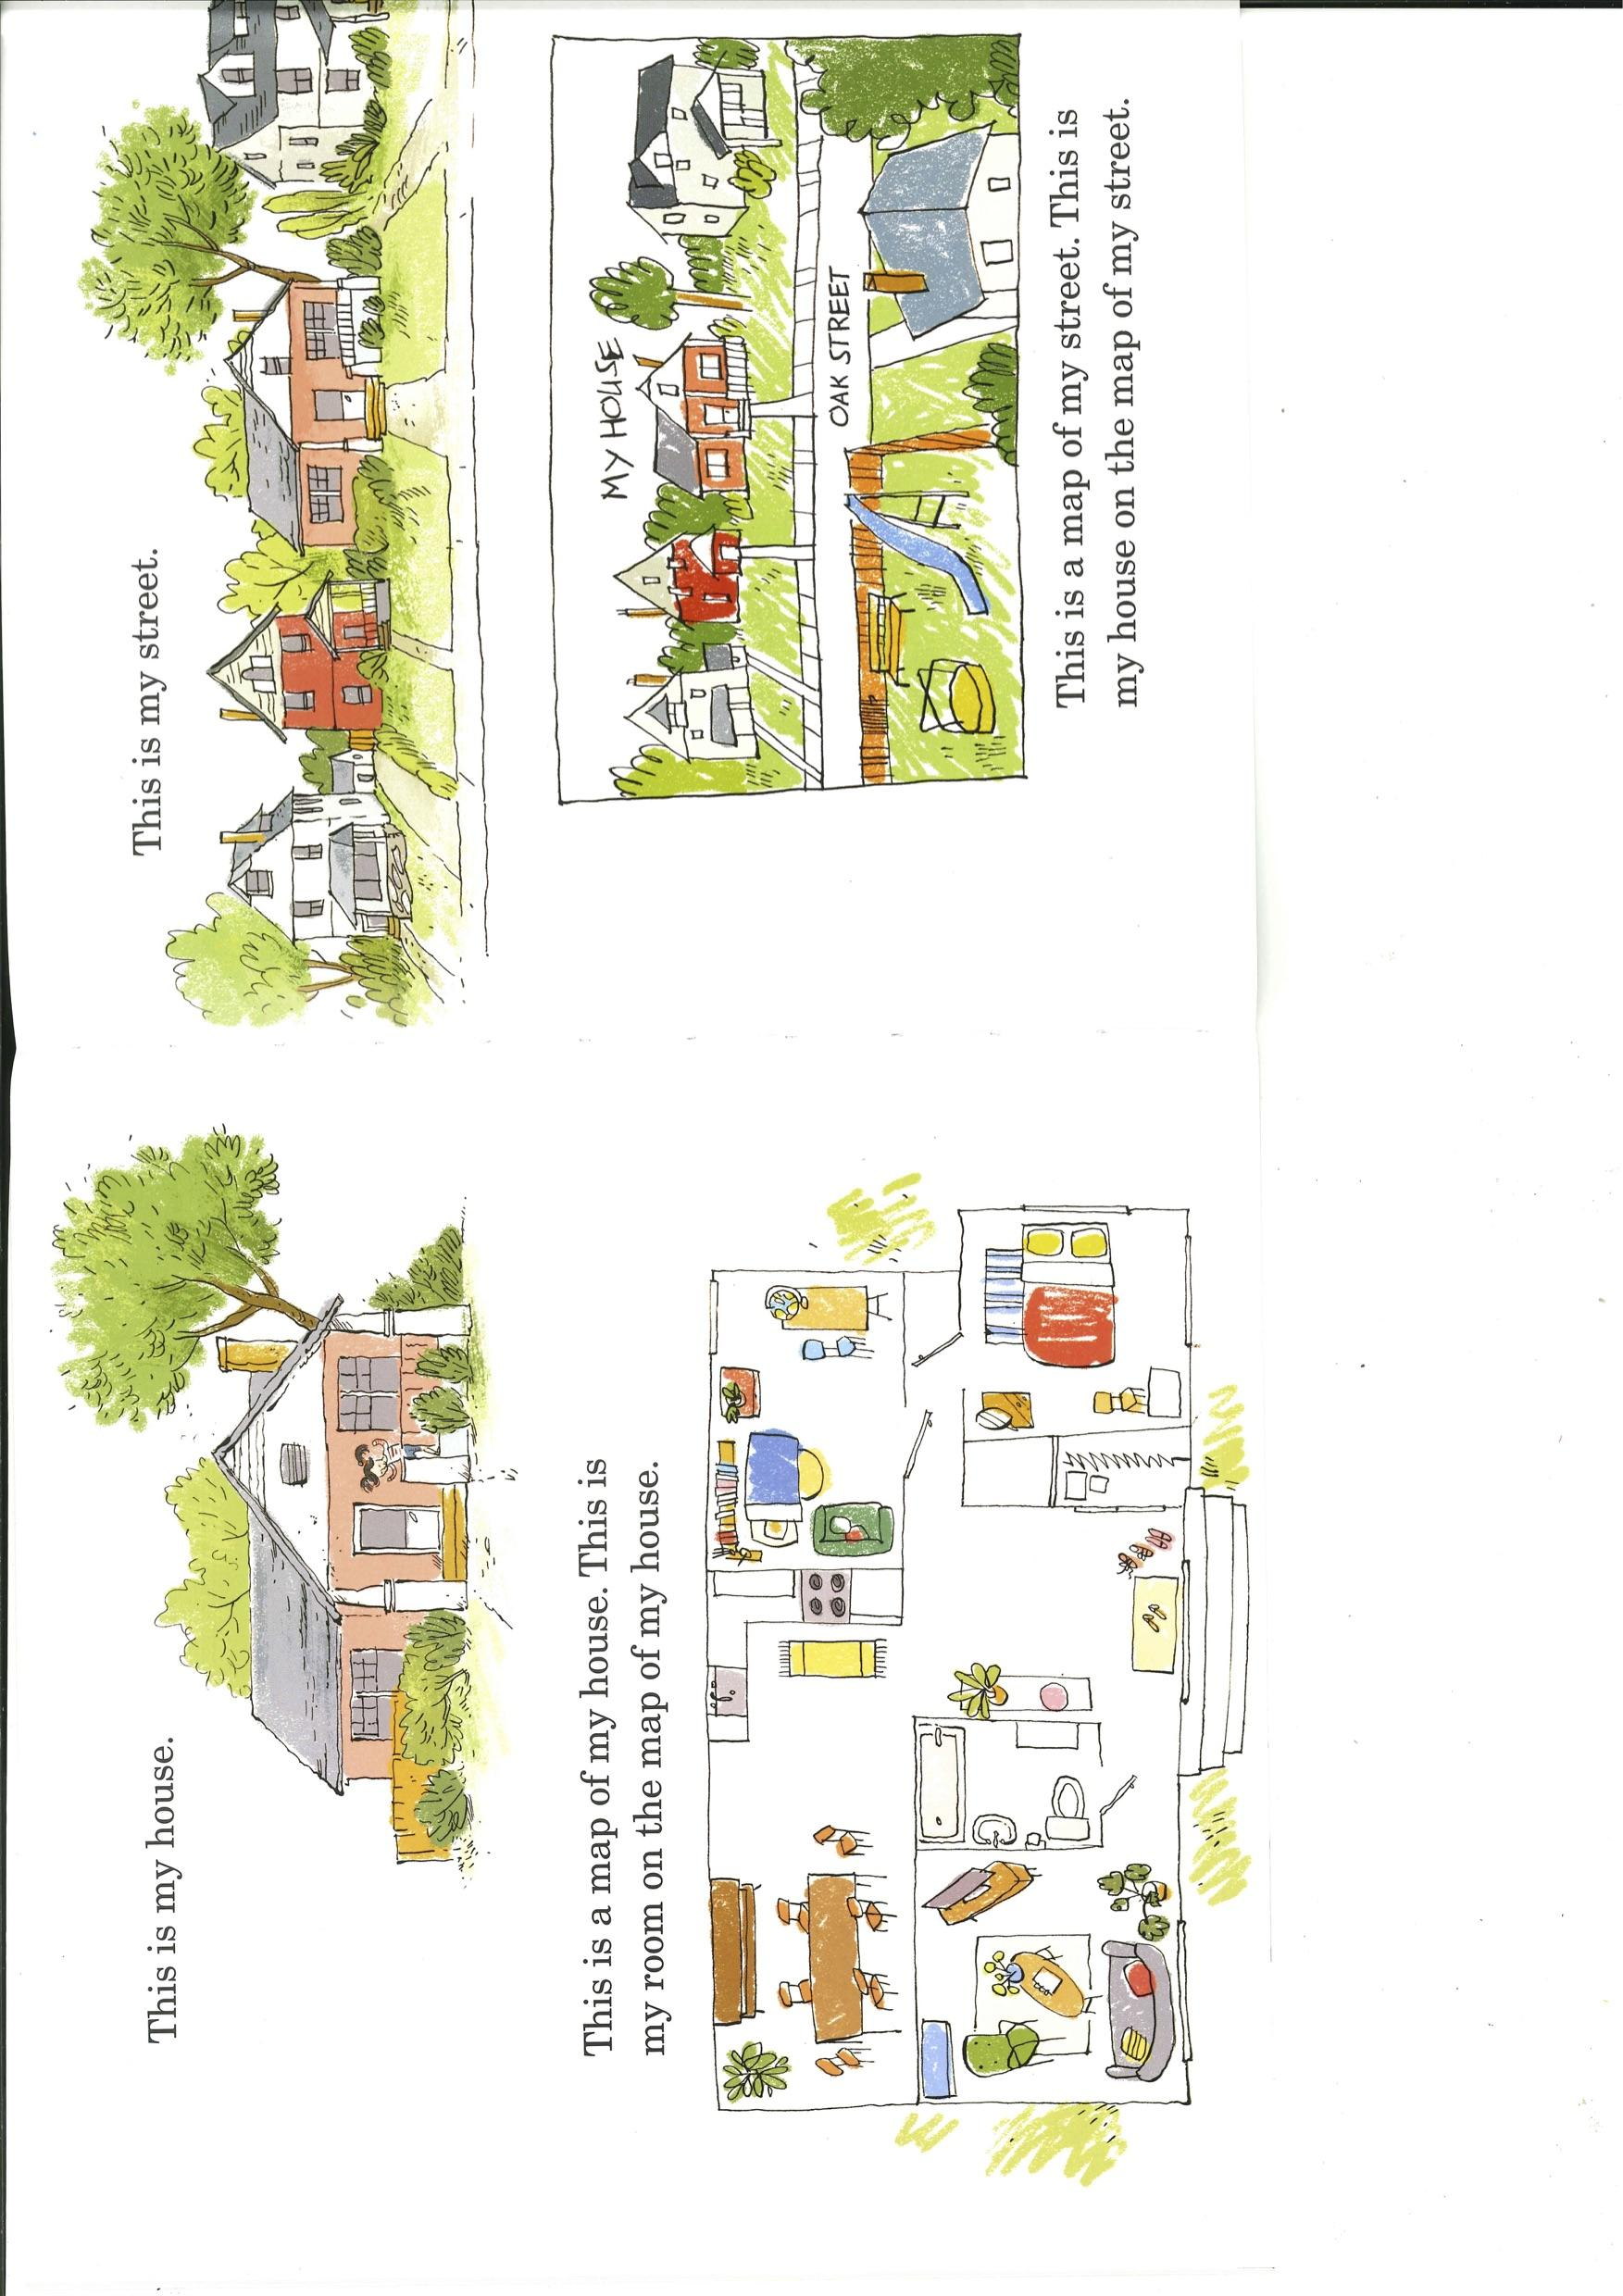 This is my house.
This is a map of my house. This is
my room on the map of my house.
This is my street.
MY HOUSE
OAK STREET
This is a map of my street. This is
my house on the map of my street.